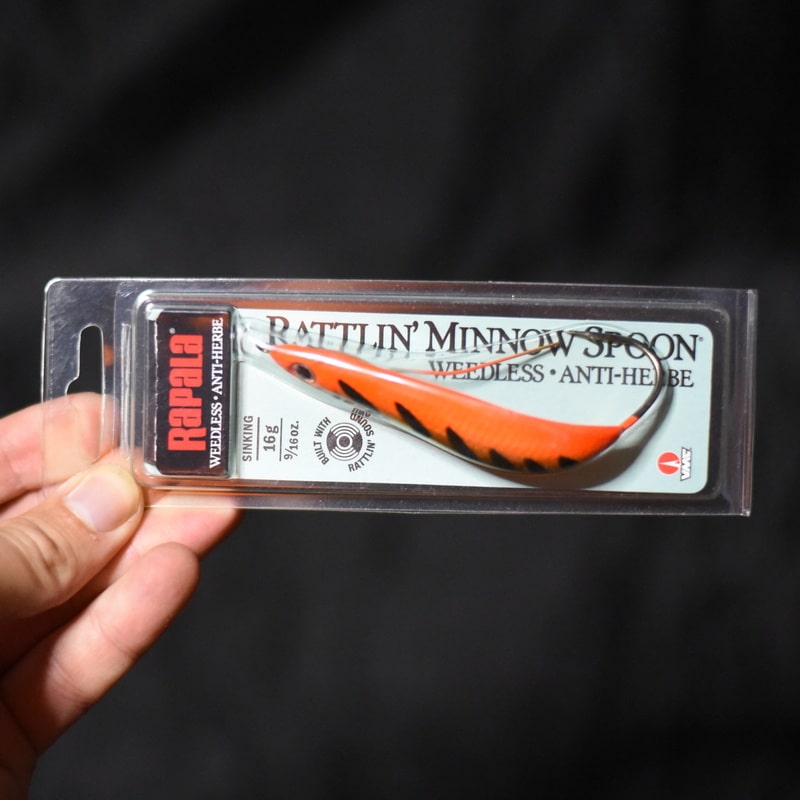 Rapala®
WEEDLESS • ANTI-HERBE
RATTLIN' MINNOW SPOON®
WEEDLESS • ANTI-HERBE
SINKING
16 g
9/16 OZ.
BUILT WITH
RATTLIN' SOUND
VMC